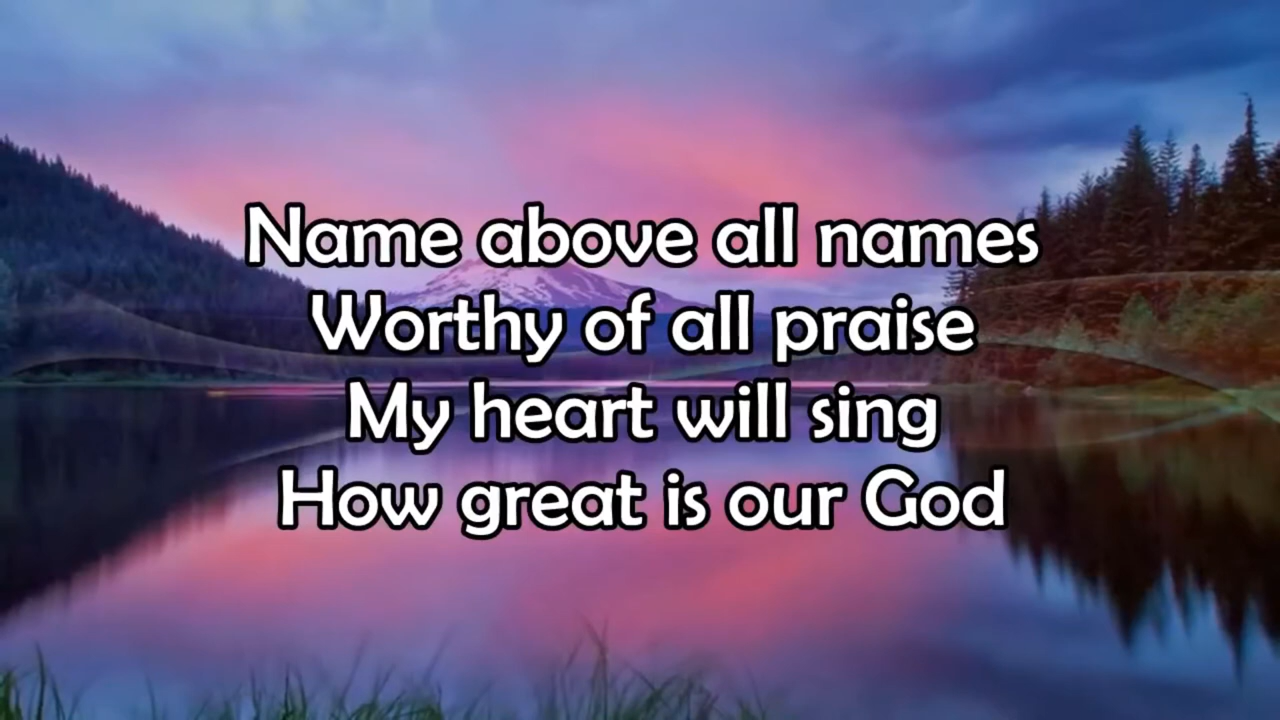 Name above all names
Worthy of all praise
My heart will sing
How great is our God